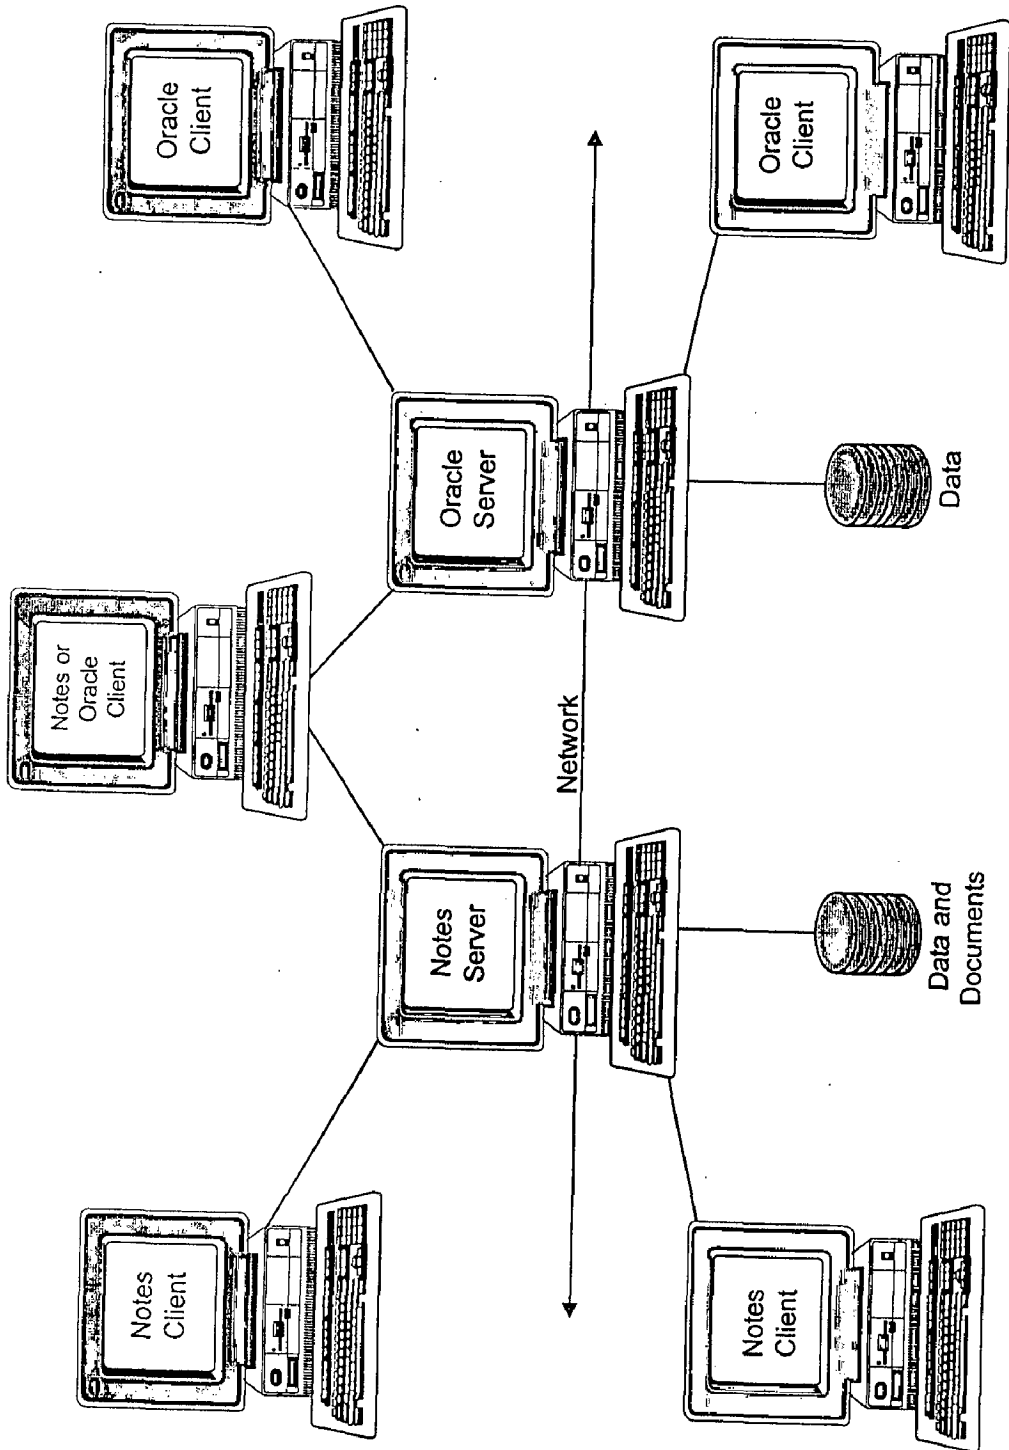 Notes or
Oracle
Client
Notes
Client
Oracle
Client
Notes
Server
Oracle
Server
Network
Notes
Client
Data and
Documents
Data
Oracle
Client